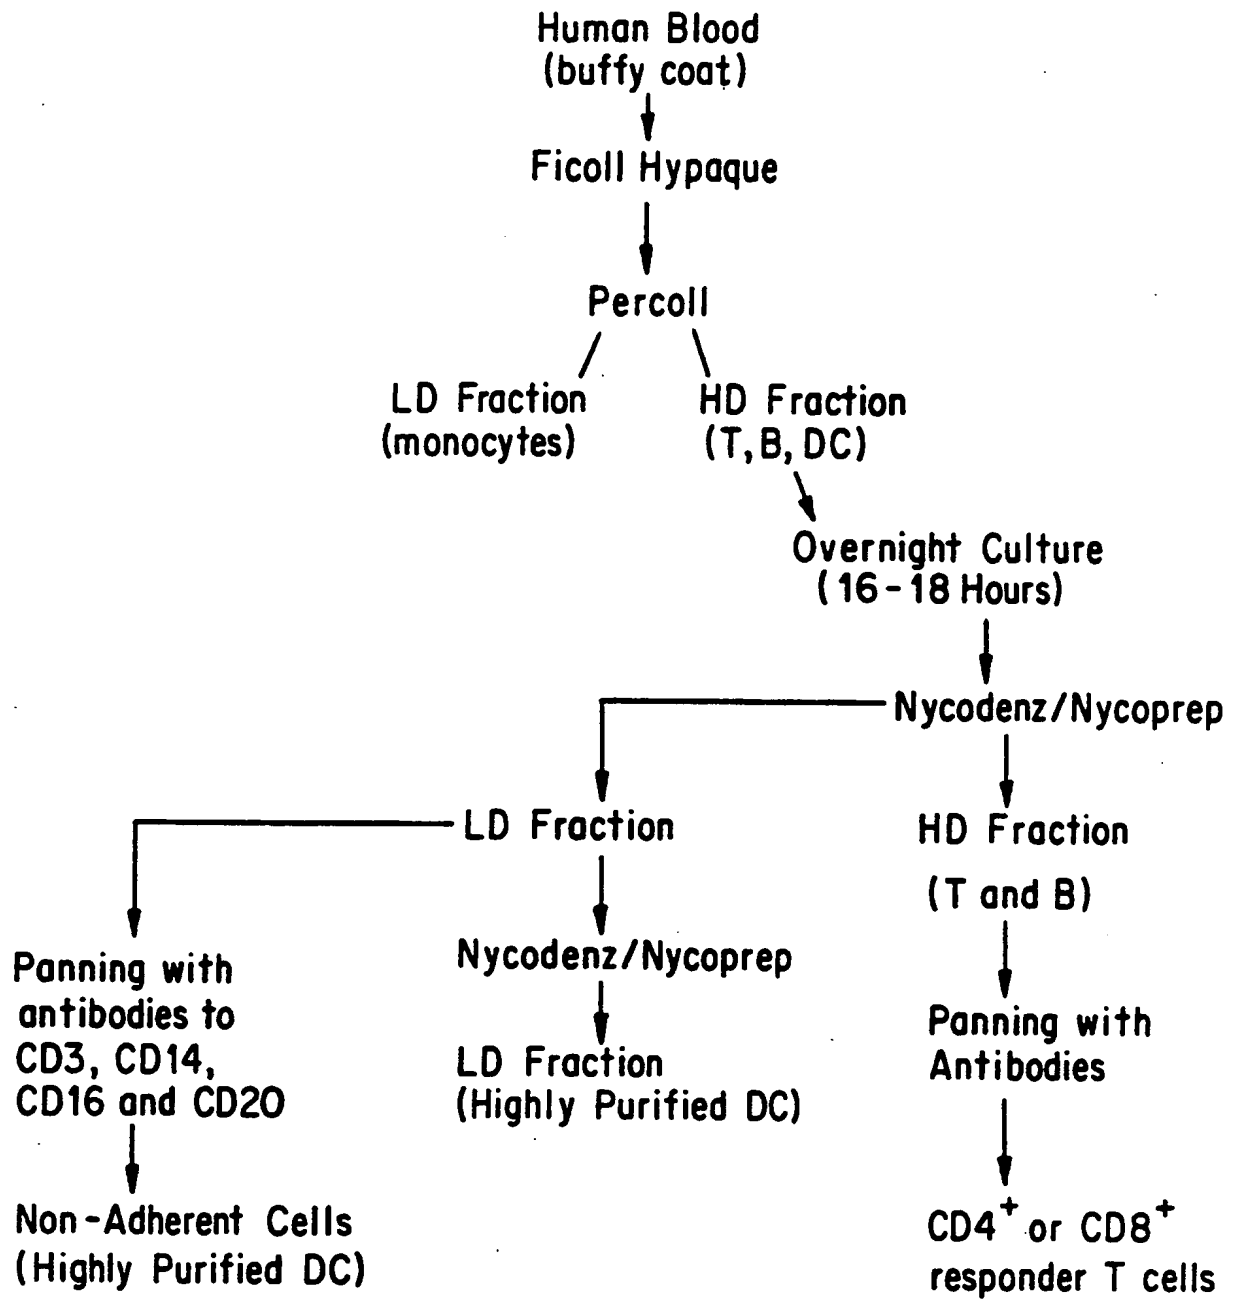 Human Blood
(buffy coat)
Ficoll Hypaque
Percoll
LD Fraction
(monocytes)
HD Fraction
(T, B, DC)
Overnight Culture
(16-18 Hours)
Nycodenz/Nycoprep
LD Fraction
HD Fraction
(T and B)
Panning with
antibodies to
CD3, CD14,
CD16 and CD20
Nycodenz/Nycoprep
LD Fraction
(Highly Purified DC)
Panning with
Antibodies
Non-Adherent Cells
(Highly Purified DC)
CD4⁺ or CD8⁺
responder T cells